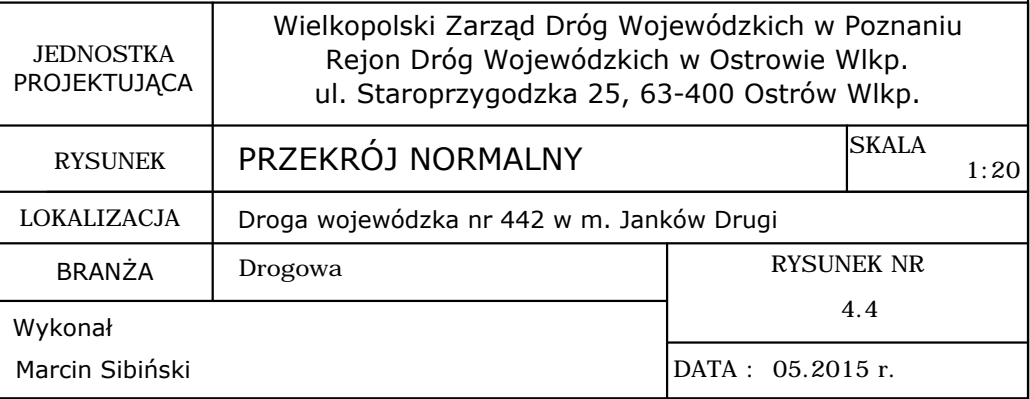 JEDNOSTKA
PROJEKTUJĄCA
Wielkopolski Zarząd Dróg Wojewódzkich w Poznaniu
Rejon Dróg Wojewódzkich w Ostrowie Wlkp.
ul. Staroprzygodzka 25, 63-400 Ostrów Wlkp.
RYSUNEK
PRZEKRÓJ NORMALNY
SKALA
1:20
LOKALIZACJA
Droga wojewódzka nr 442 w m. Janków Drugi
BRANŻA
Drogowa
RYSUNEK NR
4.4
Wykonał
Marcin Sibiński
DATA : 05.2015 r.